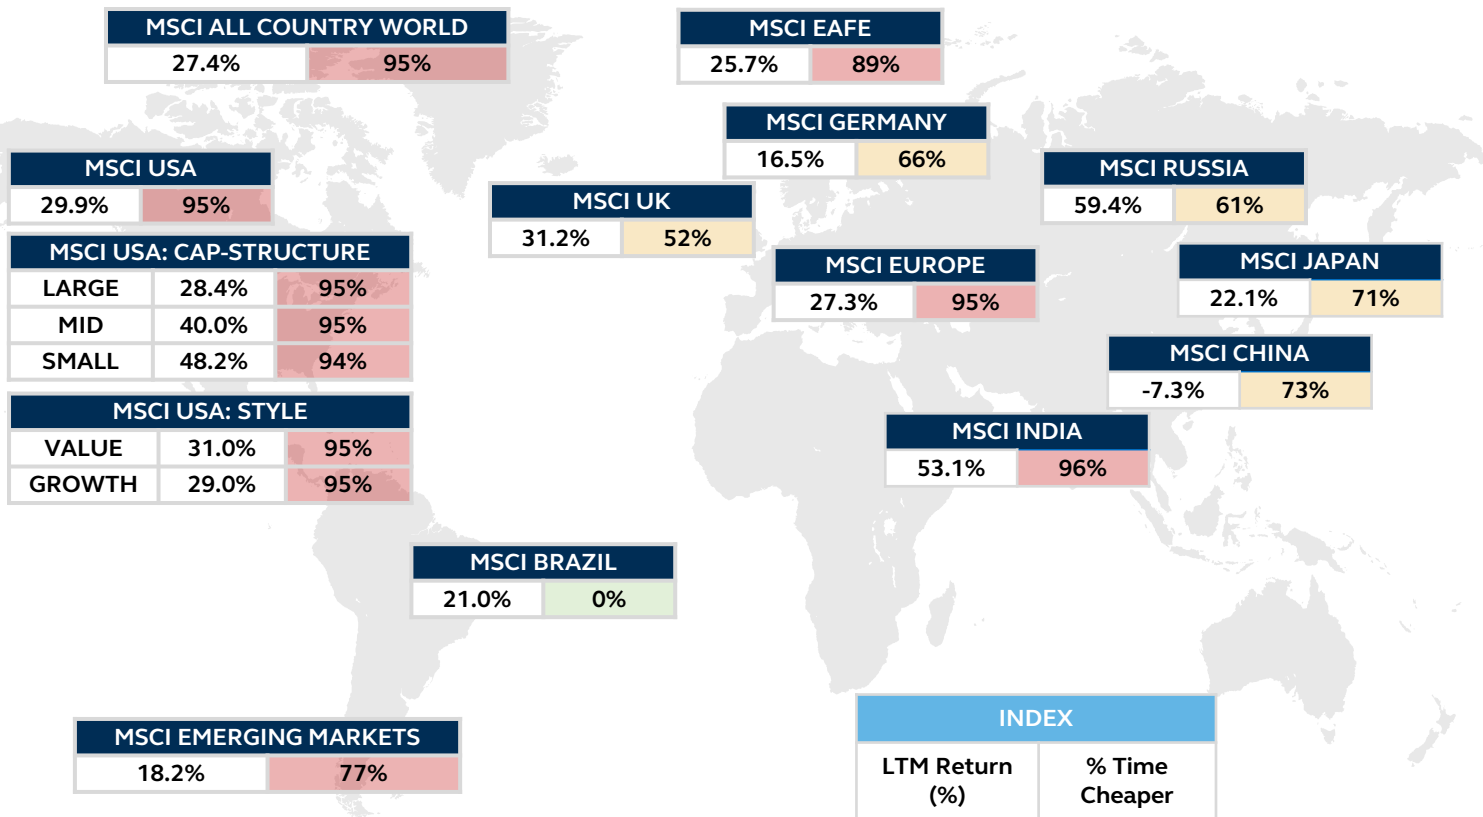 MSCI ALL COUNTRY WORLD
27.4% 95%
MSCI EAFE
25.7% 89%
MSCI GERMANY
16.5% 66%
MSCI USA
29.9% 95%
MSCI RUSSIA
59.4% 61%
MSCI UK
31.2% 52%
MSCI USA: CAP-STRUCTURE
LARGE 28.4% 95%
MID 40.0% 95%
SMALL 48.2% 94%
MSCI EUROPE
27.3% 95%
MSCI JAPAN
22.1% 71%
MSCI CHINA
-7.3% 73%
MSCI USA: STYLE
VALUE 31.0% 95%
GROWTH 29.0% 95%
MSCI INDIA
53.1% 96%
MSCI BRAZIL
21.0% 0%
MSCI EMERGING MARKETS
18.2% 77%
INDEX
LTM Return % Time
(%) Cheaper